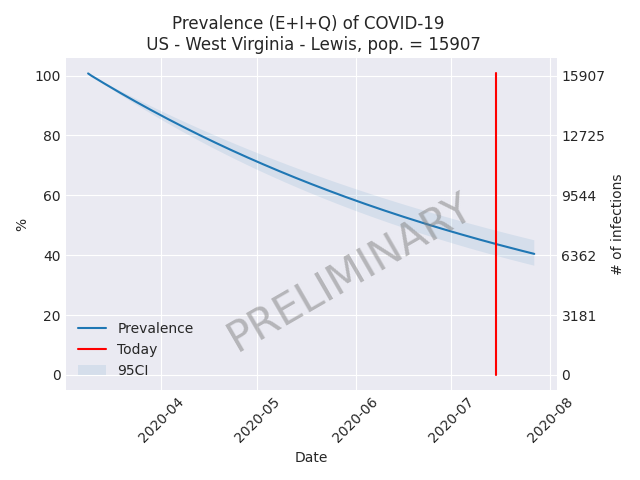 Prevalence (E+I+Q) of COVID-19
US - West Virginia - Lewis, pop. = 15907
100
80
60
40
20
0
%
15907
12725
9544
6362
3181
0
# of infections
PRELIMINARY
Prevalence
Today
95CI
2020-04
2020-05
2020-06
2020-07
2020-08
Date